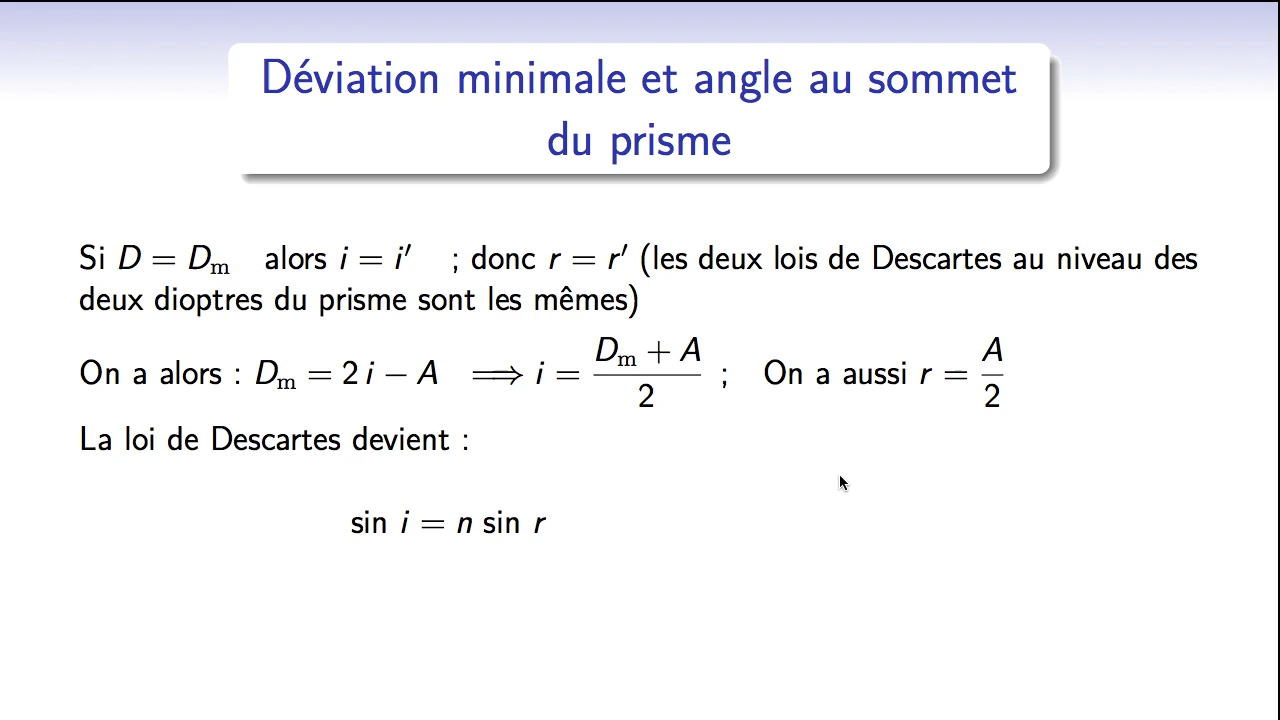 Déviation minimale et angle au sommet
du prisme
Si D = Dₘ alors i = i′ ; donc r = r′ (les deux lois de Descartes au niveau des
deux dioptres du prisme sont les mêmes)
On a alors : Dₘ = 2 i − A ⟹ i = (Dₘ + A)/2 ; On a aussi r = A/2
La loi de Descartes devient :
sin i = n sin r